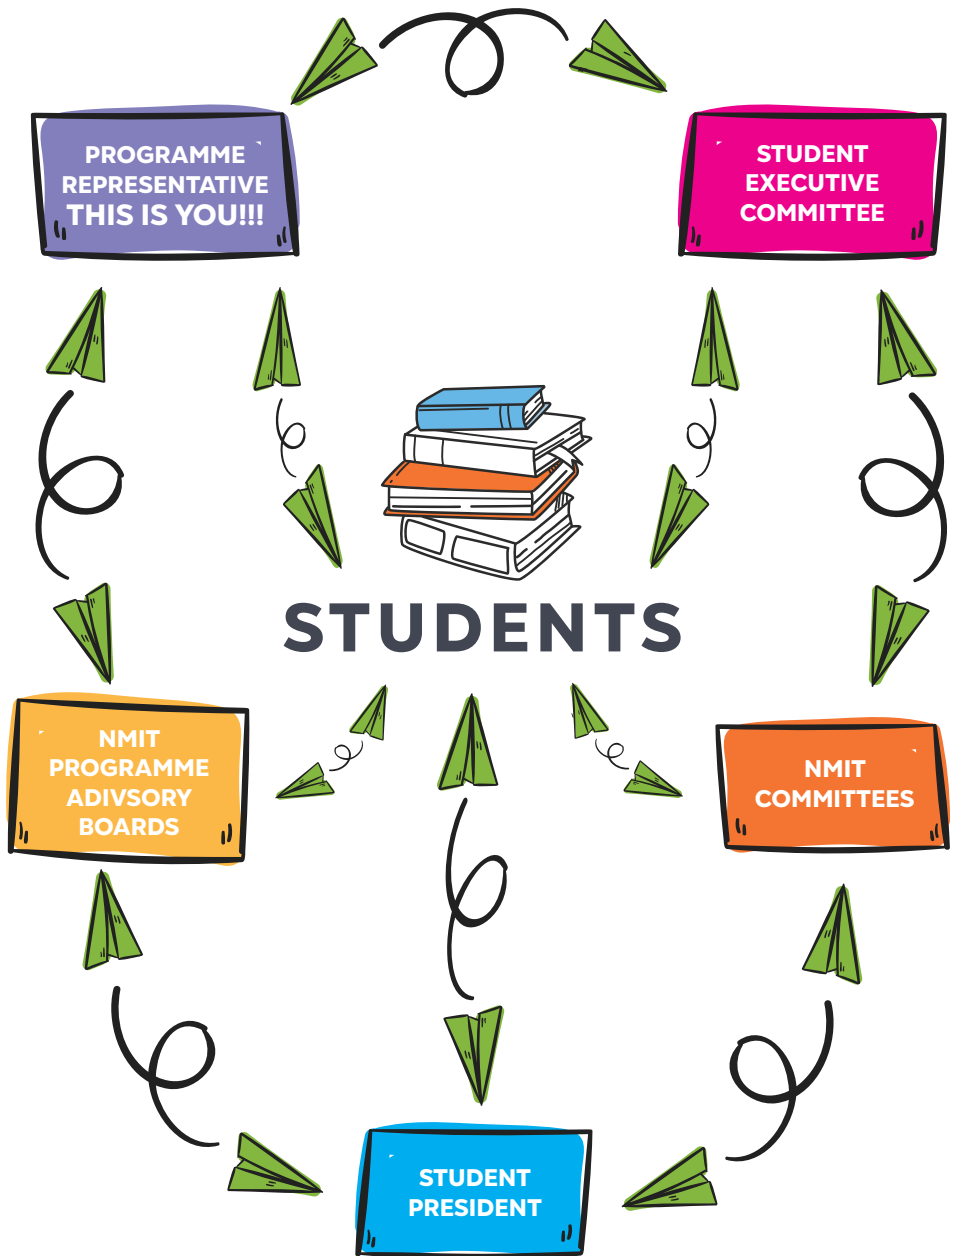 PROGRAMME
REPRESENTATIVE
THIS IS YOU!!!
STUDENT
EXECUTIVE
COMMITTEE
STUDENTS
NMIT
PROGRAMME
ADIVSORY
BOARDS
NMIT
COMMITTEES
STUDENT
PRESIDENT